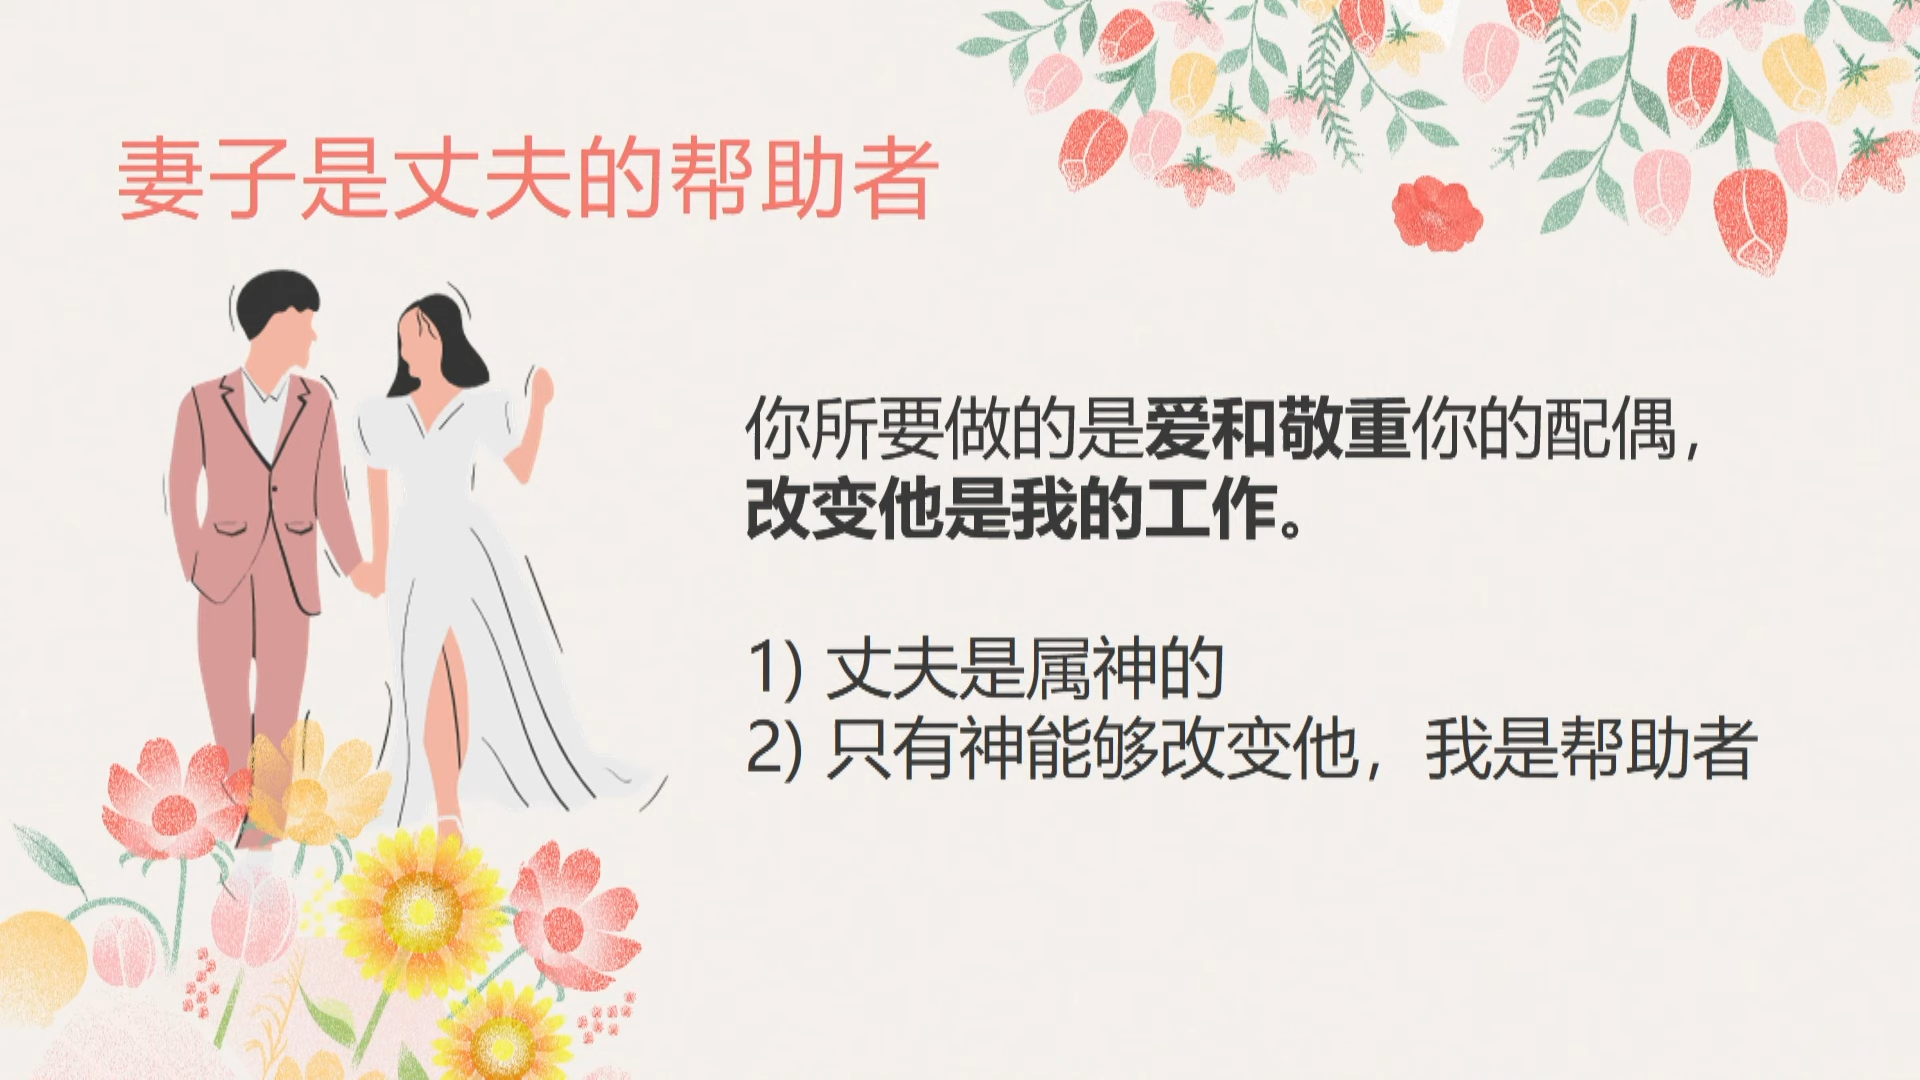 妻子是丈夫的帮助者
你所要做的是爱和敬重你的配偶，
改变他是我的工作。
1) 丈夫是属神的
2) 只有神能够改变他，我是帮助者